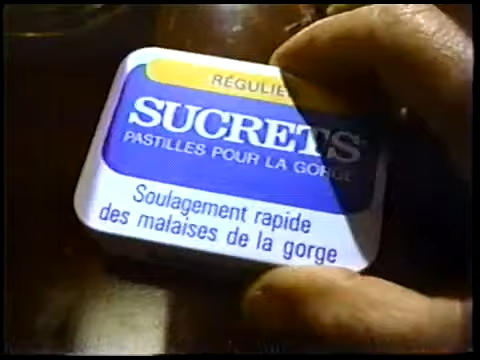 RÉGULIE
SUCRETS
PASTILLES POUR LA GORGE
Soulagement rapide
des malaises de la gorge